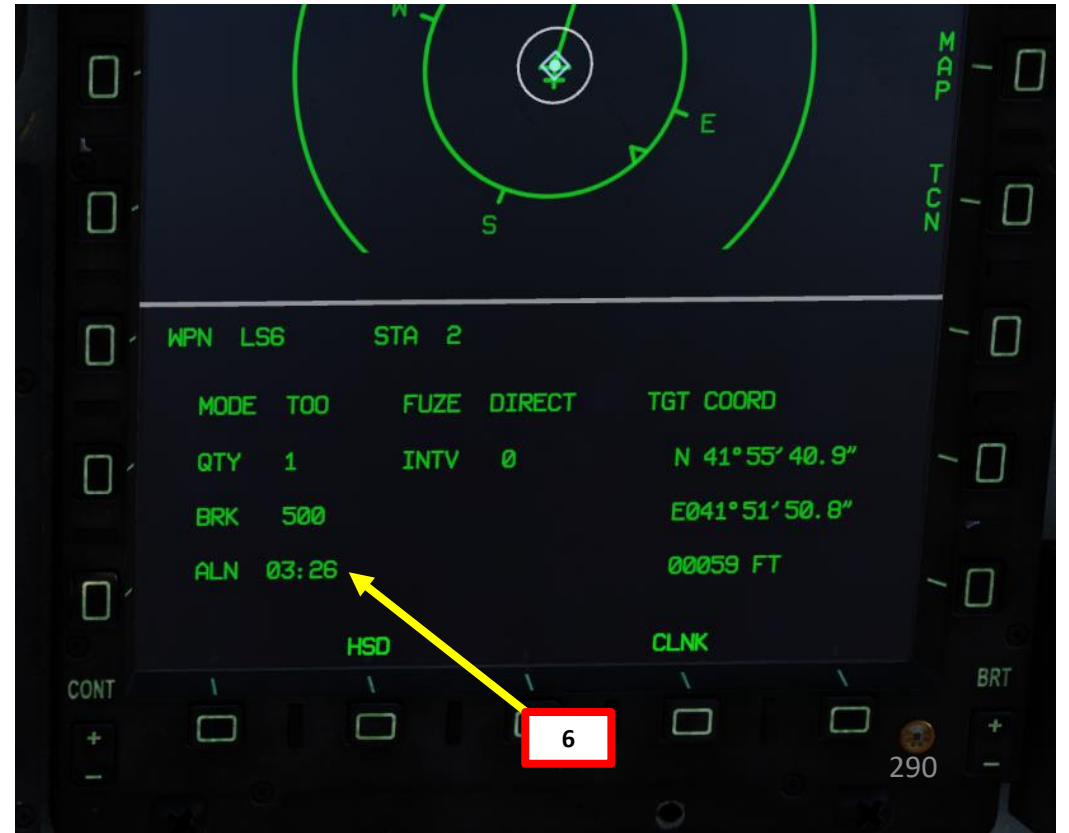 W
E
S
MAP
TCN
WPN LS6 STA 2
MODE TOO FUZE DIRECT TGT COORD
QTY 1 INTV 0 N 41°55′40.9″
BRK 500 E041°51′50.8″
ALN 03:26 00059 FT
HSD CLNK
CONT BRT
6
+ +
290
- -